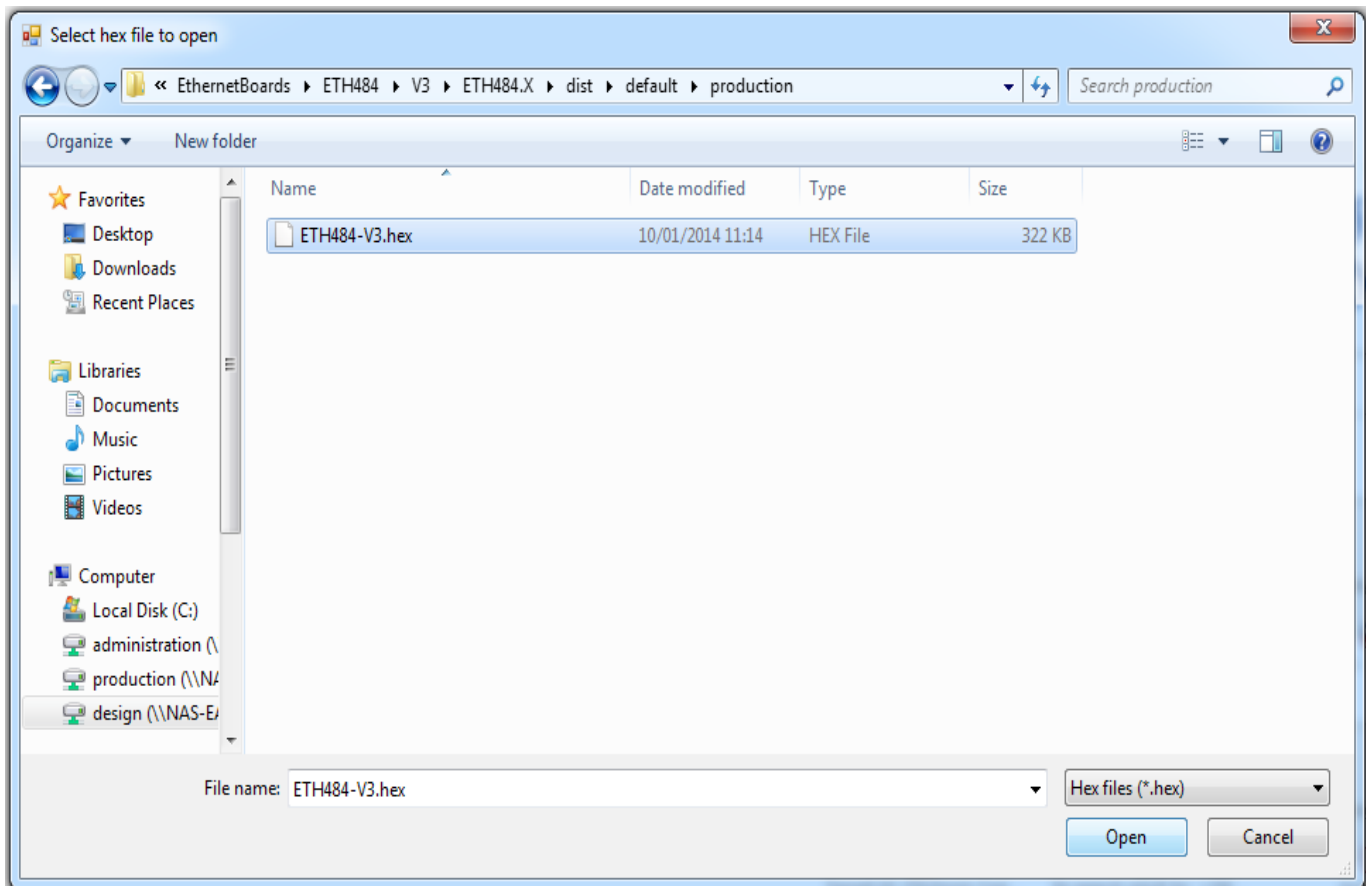 Select hex file to open
« EthernetBoards ▸ ETH484 ▸ V3 ▸ ETH484.X ▸ dist ▸ default ▸ production
Search production
Organize ▾ New folder
Name Date modified Type Size
ETH484-V3.hex 10/01/2014 11:14 HEX File 322 KB
Favorites
Desktop
Downloads
Recent Places
Libraries
Documents
Music
Pictures
Videos
Computer
Local Disk (C:)
administration (\
production (\\NA
design (\\NAS-EA
File name: ETH484-V3.hex Hex files (*.hex)
Open Cancel